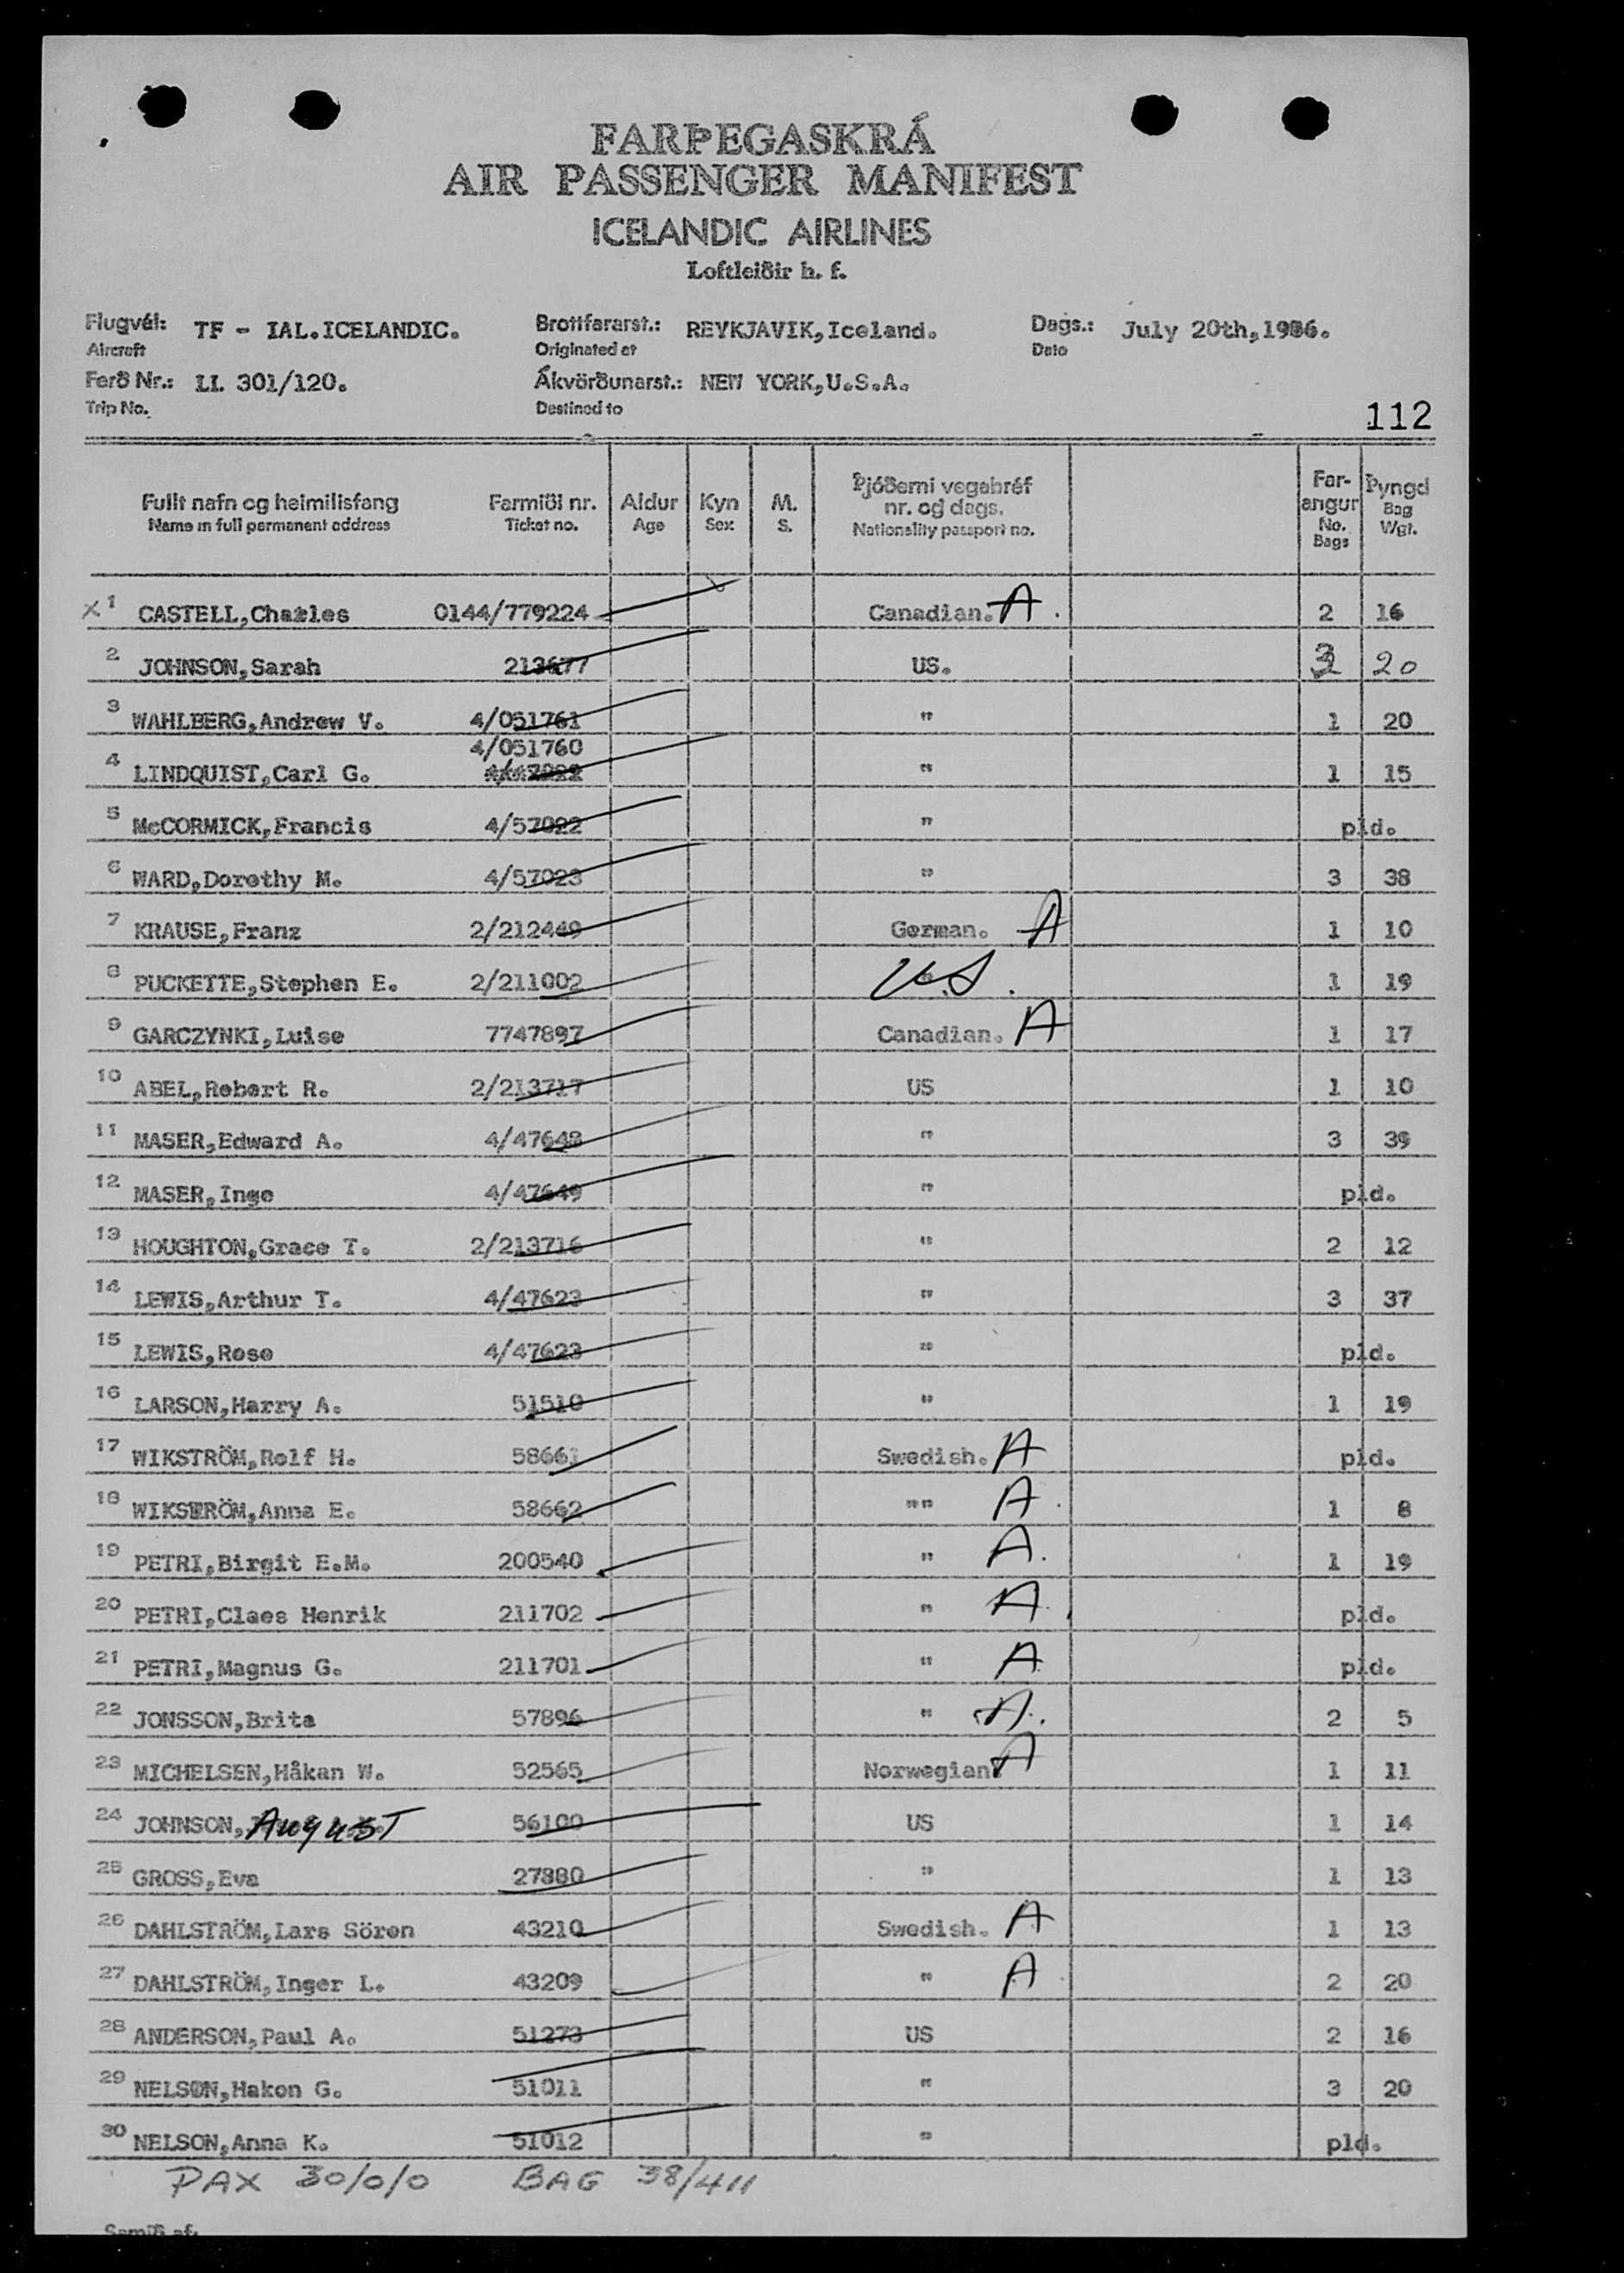 FARÞEGASKRÁ
AIR PASSENGER MANIFEST
ICELANDIC AIRLINES
Loftleiðir h. f.
Flugvél: TF - IAL.ICELANDIC. Brottfararst.: REYKJAVIK,Iceland. Dags.: July 20th,1956.
Aircraft Originated at Date
Ferð Nr.: LL 301/120. Ákvörðunarst.: NEW YORK,U.S.A.
Trip No. Destined to
112
Fullt nafn og heimilisfang Farmiði nr. Aldur Kyn M. Þjóðerni vegabréf nr. og dags. Far-angur Þyngd
Name in full permanent address Ticket no. Age Sex S. Nationality passport no. No. Bags Bag Wgt.
X 1 CASTELL,Charles 0144/779224 Canadian. A. 2 16
2 JOHNSON,Sarah 213677 US. 3 20
3 WAHLBERG,Andrew V. 4/051761 " 1 20
4/051760
4 LINDQUIST,Carl G. " 1 15
5 McCORMICK,Francis 4/57022 " pld.
6 WARD,Dorothy M. 4/57023 " 3 38
7 KRAUSE,Franz 2/212449 German. A 1 10
8 PUCKETTE,Stephen E. 2/211002 U.S. 1 19
9 GARCZYNKI,Luise 7747897 Canadian. A 1 17
10 ABEL,Robert R. 2/213717 US 1 10
11 MASER,Edward A. 4/47648 " 3 39
12 MASER,Inge 4/47649 " pld.
13 HOUGHTON,Grace T. 2/213716 " 2 12
14 LEWIS,Arthur T. 4/47623 " 3 37
15 LEWIS,Rose 4/47623 " pld.
16 LARSON,Harry A. 51510 " 1 19
17 WIKSTRÖM,Rolf H. 58661 Swedish. A pld.
18 WIKSTRÖM,Anna E. 58662 "" A. 1 8
19 PETRI,Birgit E.M. 200540 " A. 1 19
20 PETRI,Claes Henrik 211702 " A. pld.
21 PETRI,Magnus G. 211701 " A pld.
22 JONSSON,Brita 57896 " A. 2 5
23 MICHELSEN,Håkan W. 52565 Norwegian. A 1 11
24 JOHNSON, AUGUST 56100 US 1 14
25 GROSS,Eva 27880 " 1 13
26 DAHLSTRÖM,Lars Sören 43210 Swedish. A 1 13
27 DAHLSTRÖM,Inger L. 43209 " A 2 20
28 ANDERSON,Paul A. 51273 US 2 16
29 NELSON,Hakon G. 51011 " 3 20
30 NELSON,Anna K. 51012 " pld.
PAX 30/0/0 BAG 38/411
Samið af: